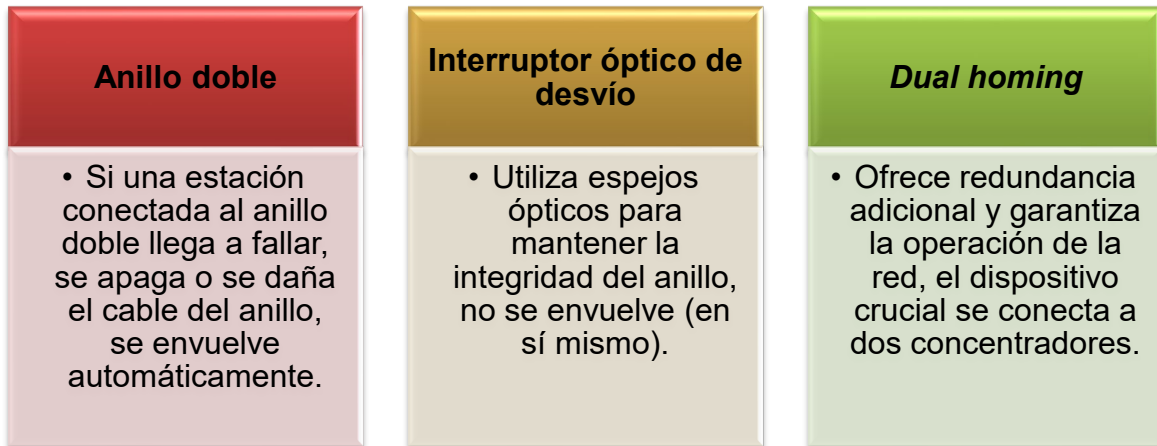 Anillo doble
• Si una estación
conectada al anillo
doble llega a fallar,
se apaga o se daña
el cable del anillo,
se envuelve
automáticamente.
Interruptor óptico de
desvío
• Utiliza espejos
ópticos para
mantener la
integridad del anillo,
no se envuelve (en
sí mismo).
Dual homing
• Ofrece redundancia
adicional y garantiza
la operación de la
red, el dispositivo
crucial se conecta a
dos concentradores.